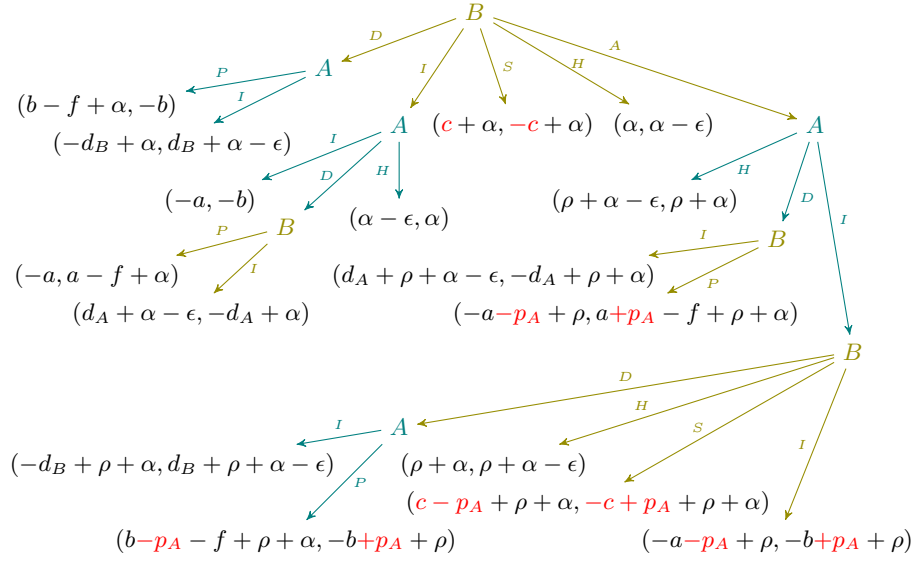 B
D I S H A
A
P I
(b − f + α, −b)
(−d_B + α, d_B + α − ϵ)
A
(c + α, −c + α) (α, α − ϵ)
A
I D H
H D I
(−a, −b)
(α − ϵ, α)
(ρ + α − ϵ, ρ + α)
B
P I
B
I P
(−a, a − f + α)
(d_A + ρ + α − ϵ, −d_A + ρ + α)
(d_A + α − ϵ, −d_A + α)
(−a −p_A + ρ, a +p_A − f + ρ + α)
B
D H S I
A
I P
(−d_B + ρ + α, d_B + ρ + α − ϵ)
(ρ + α, ρ + α − ϵ)
(c − p_A + ρ + α, −c + p_A + ρ + α)
(b −p_A − f + ρ + α, −b +p_A + ρ)
(−a −p_A + ρ, −b +p_A + ρ)